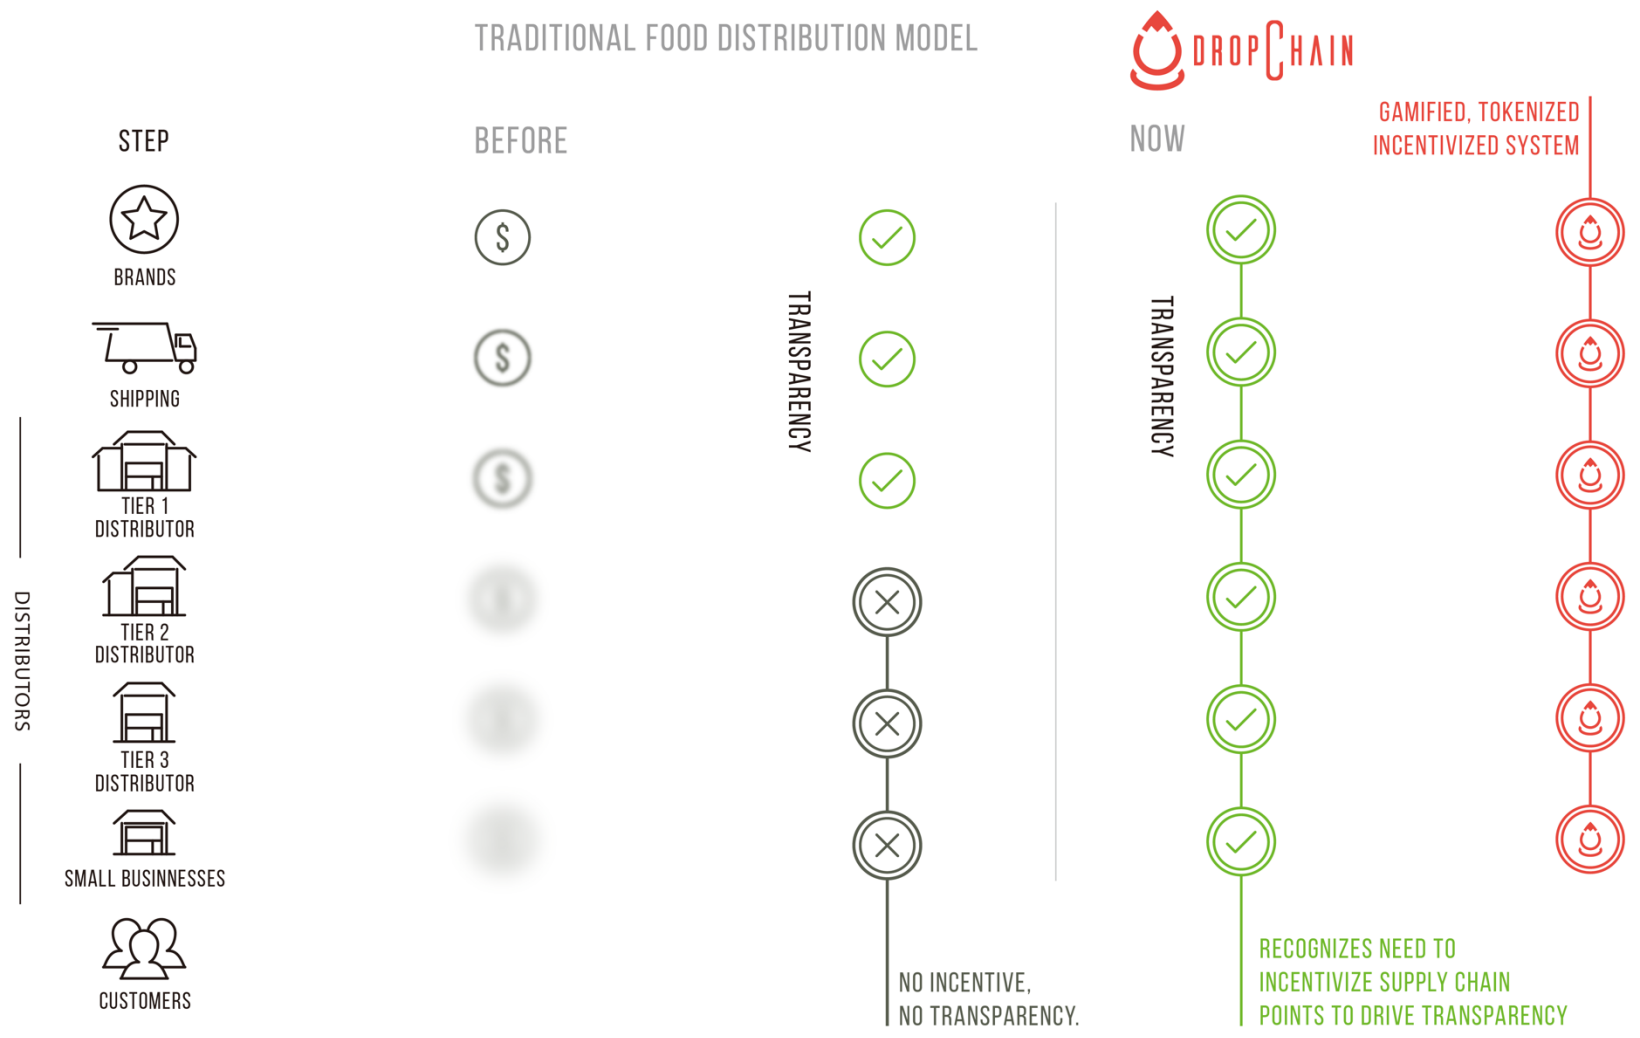 TRADITIONAL FOOD DISTRIBUTION MODEL
DROPCHAIN
GAMIFIED, TOKENIZED
INCENTIVIZED SYSTEM
STEP
BEFORE
NOW
BRANDS
SHIPPING
TIER 1
DISTRIBUTOR
TIER 2
DISTRIBUTOR
TIER 3
DISTRIBUTOR
SMALL BUSINNESSES
CUSTOMERS
DISTRIBUTORS
$
$
$
TRANSPARENCY
TRANSPARENCY
NO INCENTIVE,
NO TRANSPARENCY.
RECOGNIZES NEED TO
INCENTIVIZE SUPPLY CHAIN
POINTS TO DRIVE TRANSPARENCY